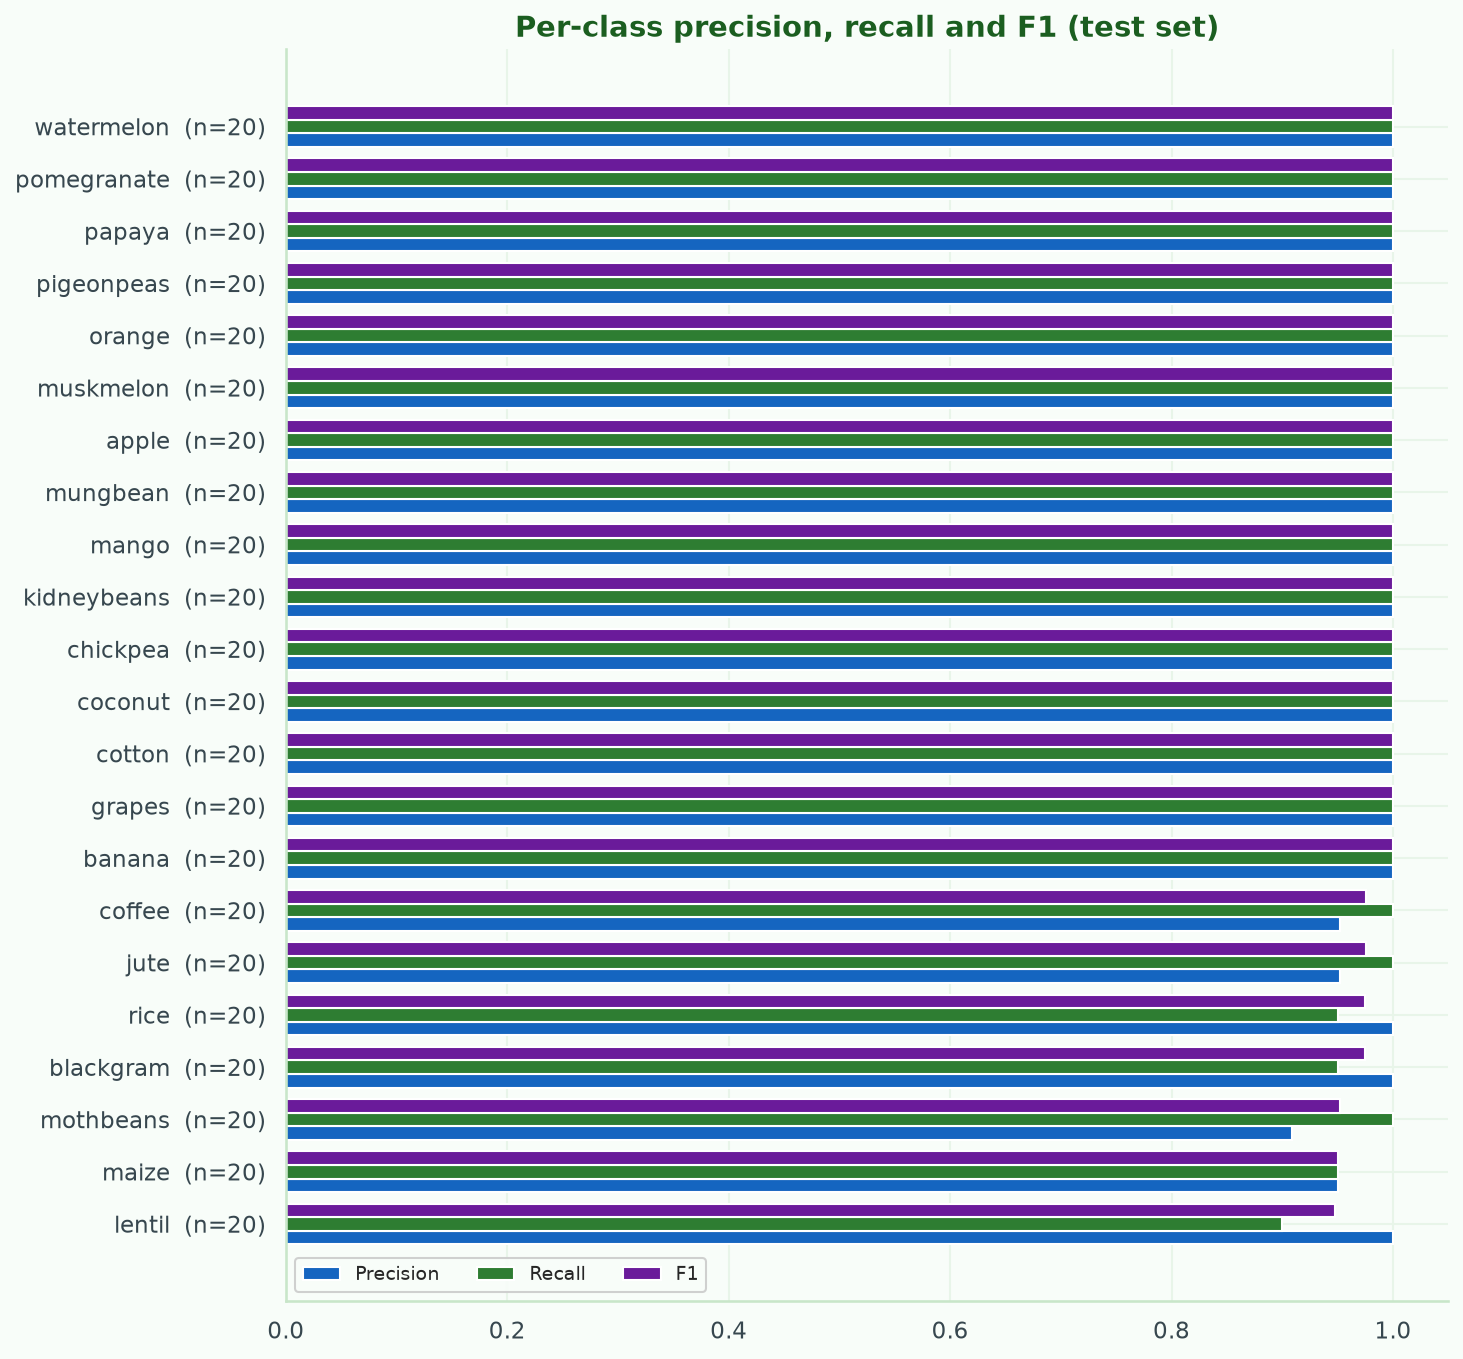 Per-class precision, recall and F1 (test set)
watermelon (n=20)
pomegranate (n=20)
papaya (n=20)
pigeonpeas (n=20)
orange (n=20)
muskmelon (n=20)
apple (n=20)
mungbean (n=20)
mango (n=20)
kidneybeans (n=20)
chickpea (n=20)
coconut (n=20)
cotton (n=20)
grapes (n=20)
banana (n=20)
coffee (n=20)
jute (n=20)
rice (n=20)
blackgram (n=20)
mothbeans (n=20)
maize (n=20)
lentil (n=20)
Precision Recall F1
0.0 0.2 0.4 0.6 0.8 1.0